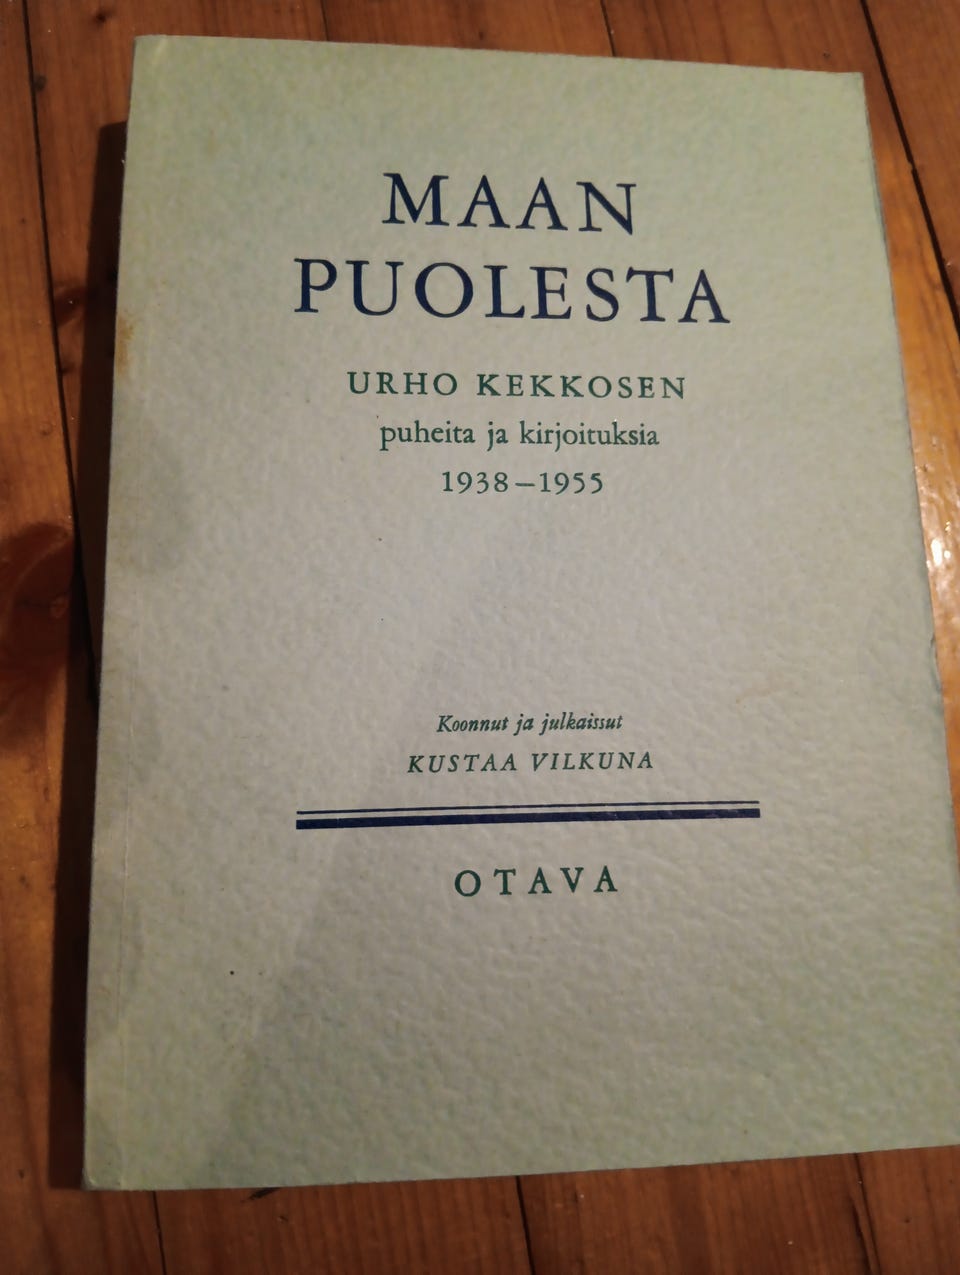 MAAN
PUOLESTA
URHO KEKKOSEN
puheita ja kirjoituksia
1938–1955
Koonnut ja julkaissut
KUSTAA VILKUNA
OTAVA